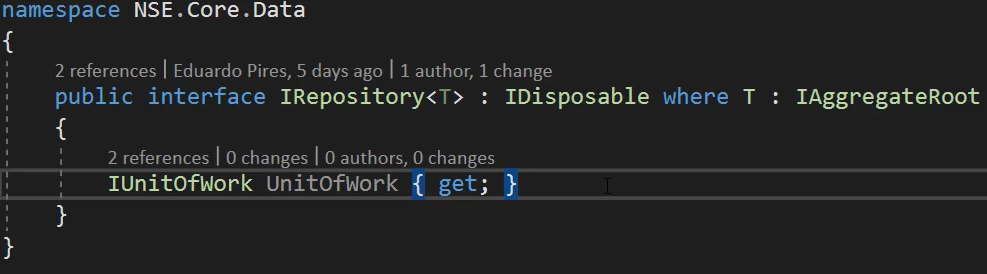 namespace NSE.Core.Data
{
2 references | Eduardo Pires, 5 days ago | 1 author, 1 change
public interface IRepository<T> : IDisposable where T : IAggregateRoot
{
2 references | 0 changes | 0 authors, 0 changes
IUnitOfWork UnitOfWork { get; }
}
}